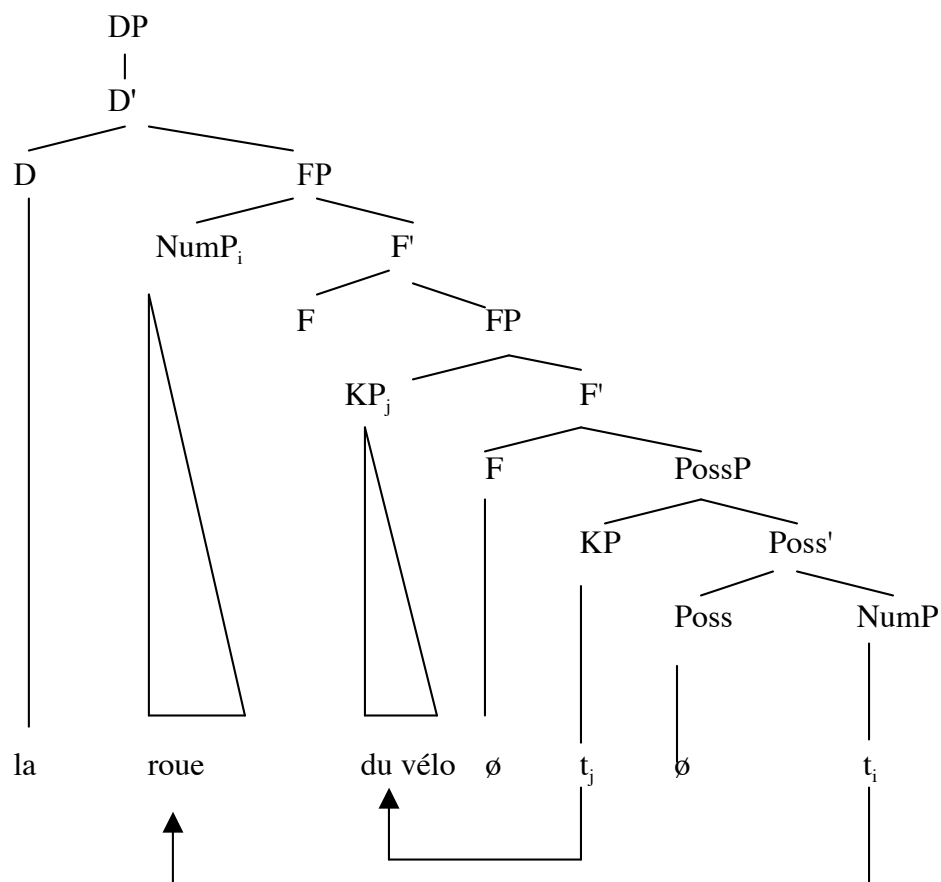 DP
D'
D FP
NumPi F'
F FP
KPj F'
F PossP
KP Poss'
Poss NumP
la roue du vélo ø tj ø ti